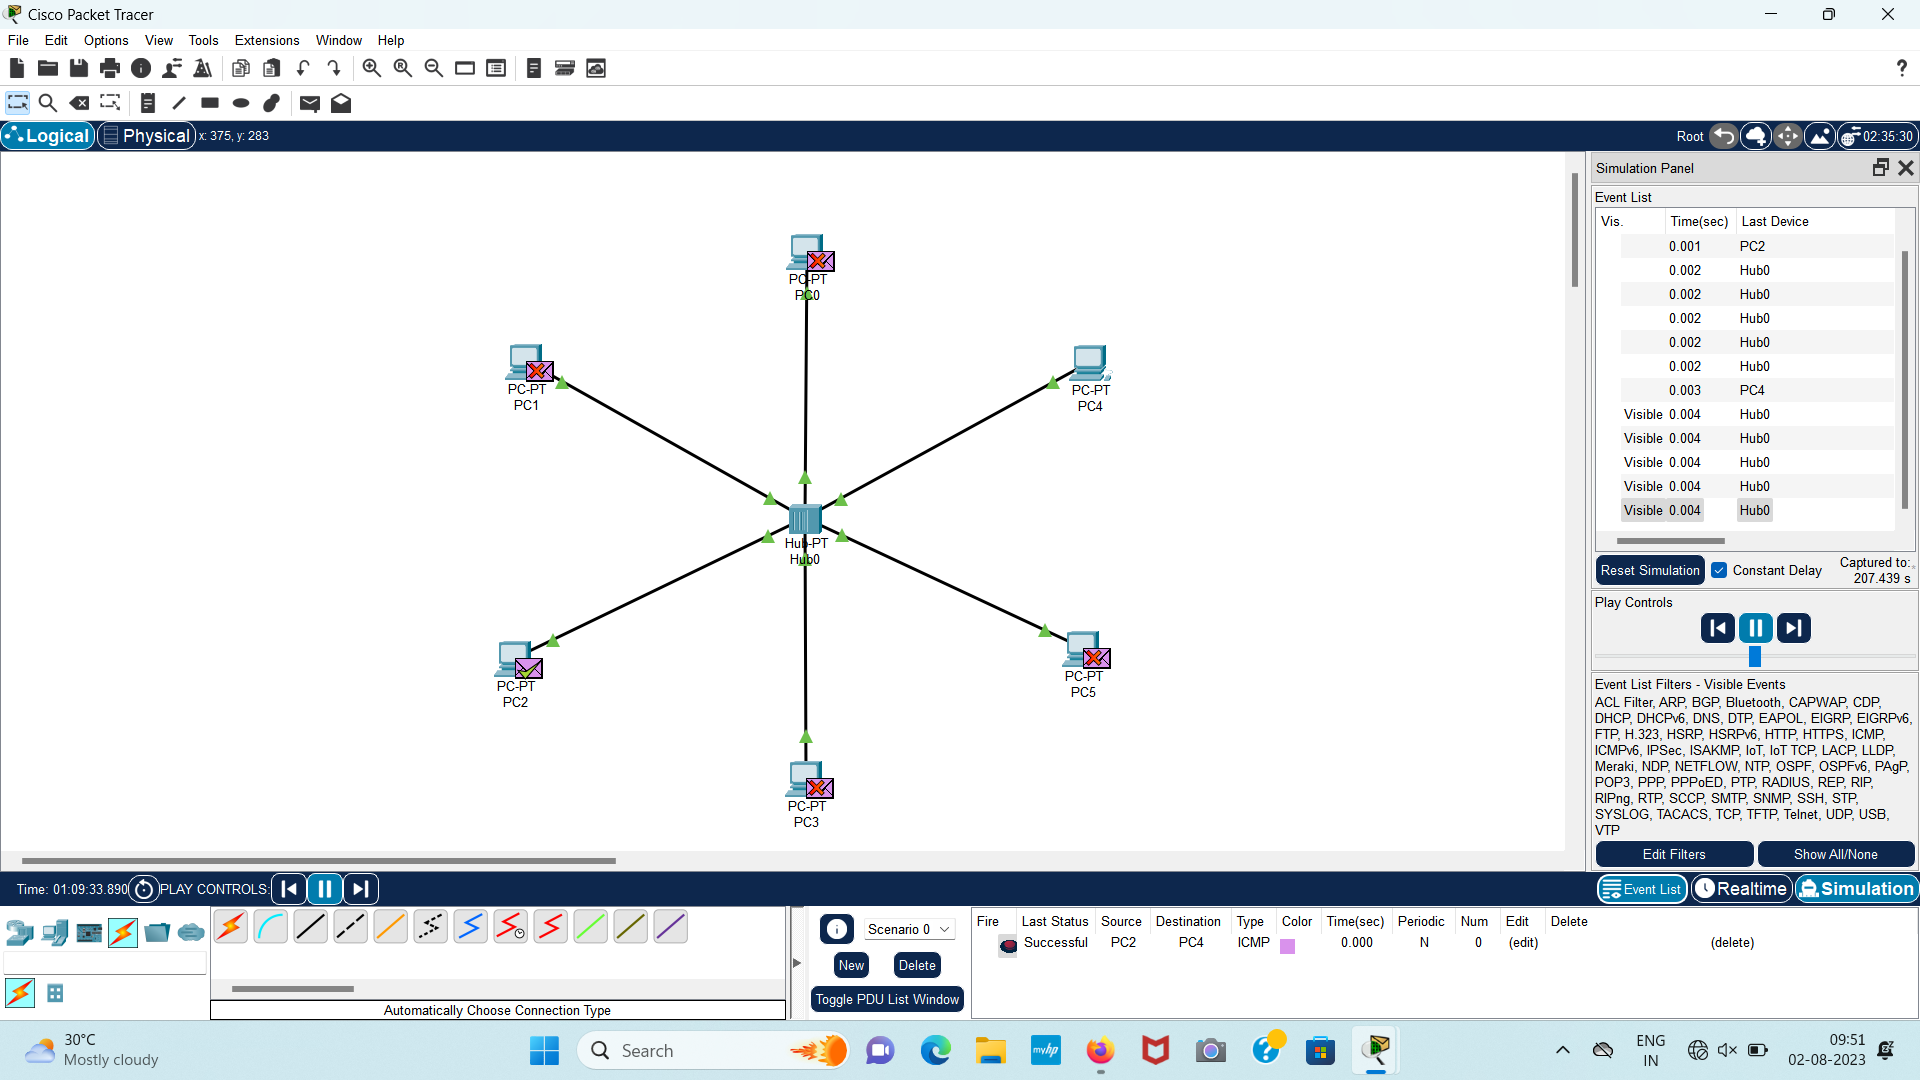 Cisco Packet Tracer
File Edit Options View Tools Extensions Window Help
?
Logical Physical x: 375, y: 283
Root 02:35:30
Simulation Panel
Event List
Vis. Time(sec) Last Device
0.001 PC2
0.002 Hub0
0.002 Hub0
0.002 Hub0
0.002 Hub0
0.002 Hub0
0.003 PC4
Visible 0.004 Hub0
Visible 0.004 Hub0
Visible 0.004 Hub0
Visible 0.004 Hub0
Visible 0.004 Hub0
Reset Simulation Constant Delay Captured to:
207.439 s
Play Controls
Event List Filters - Visible Events
ACL Filter, ARP, BGP, Bluetooth, CAPWAP, CDP,
DHCP, DHCPv6, DNS, DTP, EAPOL, EIGRP, EIGRPv6,
FTP, H.323, HSRP, HSRPv6, HTTP, HTTPS, ICMP,
ICMPv6, IPSec, ISAKMP, IoT, IoT TCP, LACP, LLDP,
Meraki, NDP, NETFLOW, NTP, OSPF, OSPFv6, PAgP,
POP3, PPP, PPPoED, PTP, RADIUS, REP, RIP,
RIPng, RTP, SCCP, SMTP, SNMP, SSH, STP,
SYSLOG, TACACS, TCP, TFTP, Telnet, UDP, USB,
VTP
Edit Filters Show All/None
PC-PT
PC0
PC-PT
PC1
PC-PT
PC4
Hub-PT
Hub0
PC-PT
PC2
PC-PT
PC5
PC-PT
PC3
Time: 01:09:33.890 PLAY CONTROLS:
Event List Realtime Simulation
Automatically Choose Connection Type
Scenario 0
New Delete
Toggle PDU List Window
Fire Last Status Source Destination Type Color Time(sec) Periodic Num Edit Delete
Successful PC2 PC4 ICMP 0.000 N 0 (edit) (delete)
30°C
Mostly cloudy
Search
myhp
ENG
IN
09:51
02-08-2023